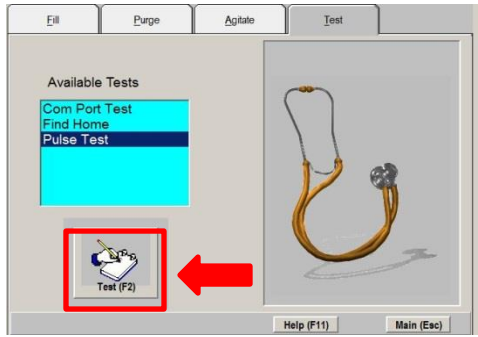 Fill Purge Agitate Test
Available Tests
Com Port Test
Find Home
Pulse Test
Test (F2)
Help (F11) Main (Esc)